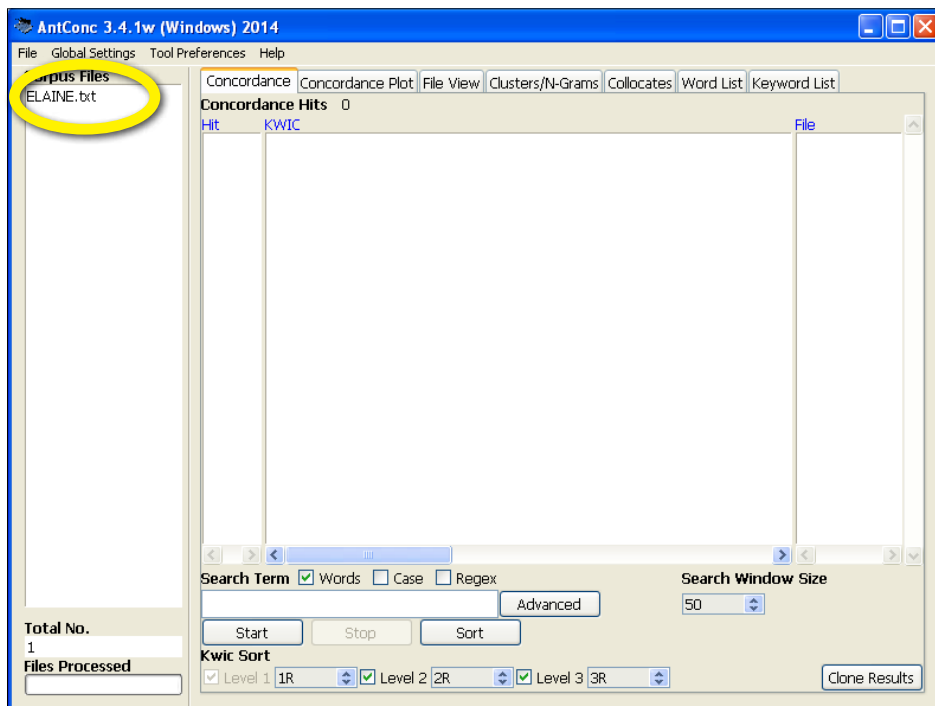 AntConc 3.4.1w (Windows) 2014
File Global Settings Tool Preferences Help
Corpus Files
ELAINE.txt
Concordance Concordance Plot File View Clusters/N-Grams Collocates Word List Keyword List
Concordance Hits 0
Hit KWIC File
Search Term Words Case Regex Search Window Size
Advanced 50
Total No.
1
Start Stop Sort
Files Processed
Kwic Sort
Level 1 1R Level 2 2R Level 3 3R Clone Results